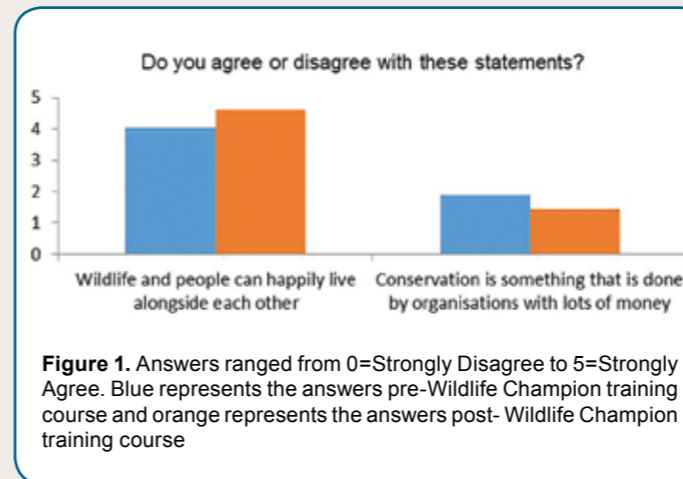 Do you agree or disagree with these statements?
5
4
3
2
1
0
Wildlife and people can happily live
alongside each other
Conservation is something that is done
by organisations with lots of money
Figure 1. Answers ranged from 0=Strongly Disagree to 5=Strongly
Agree. Blue represents the answers pre-Wildlife Champion training
course and orange represents the answers post- Wildlife Champion
training course